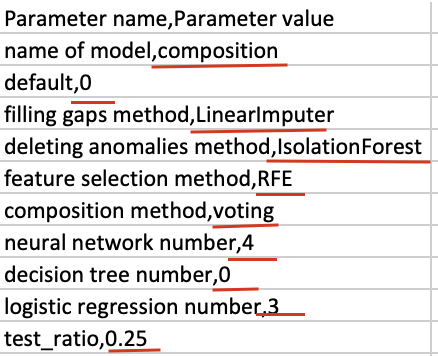 Parameter name,Parameter value
name of model,composition
default,0
filling gaps method,LinearImputer
deleting anomalies method,IsolationForest
feature selection method,RFE
composition method,voting
neural network number,4
decision tree number,0
logistic regression number,3
test_ratio,0.25